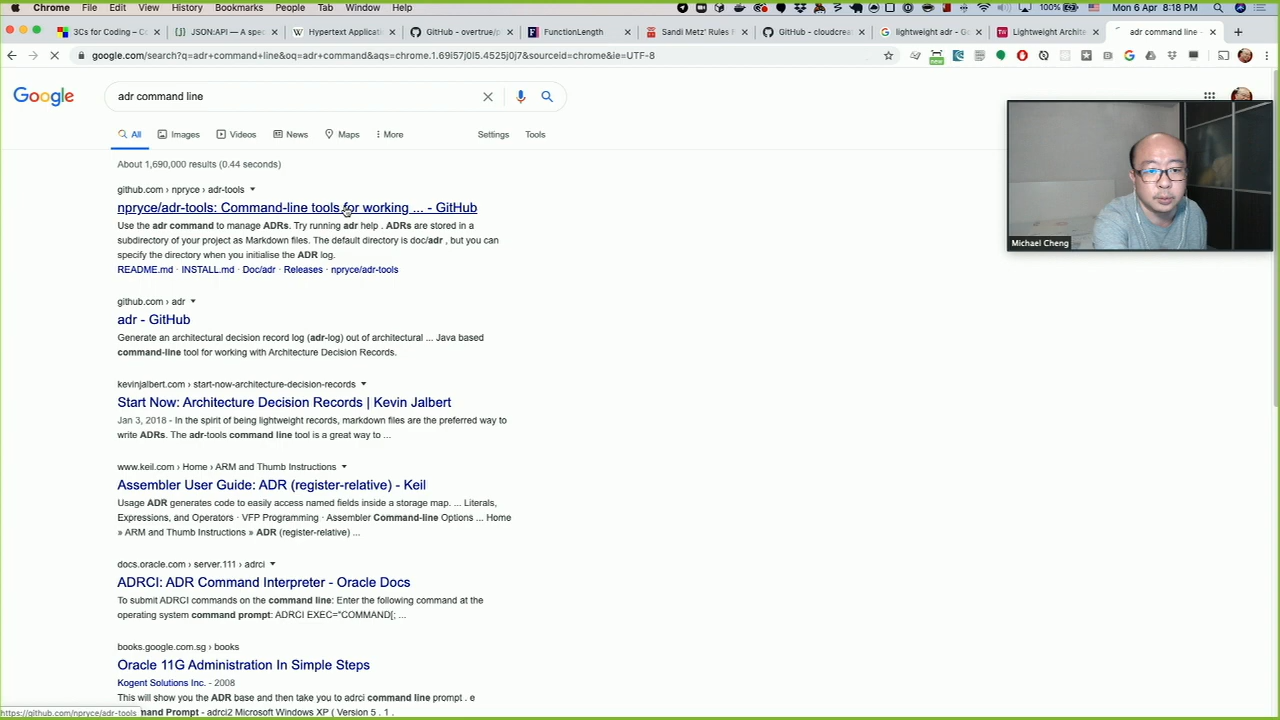 Chrome File Edit View History Bookmarks People Tab Window Help
100% Mon 6 Apr 8:18 PM
3Cs for Coding – C
JSON:API — A spec
Hypertext Applicati
GitHub - overtrue/p
FunctionLength
Sandi Metz' Rules
GitHub - cloudcrea
lightweight adr - Go
Lightweight Archite
adr command line -
google.com/search?q=adr+command+line&oq=adr+command&aqs=chrome.1.69i57j0l5.4525j0j7&sourceid=chrome&ie=UTF-8
new
Google
adr command line
All Images Videos News Maps More Settings Tools
About 1,690,000 results (0.44 seconds)
github.com › npryce › adr-tools
npryce/adr-tools: Command-line tools for working ... - GitHub
Use the adr command to manage ADRs. Try running adr help . ADRs are stored in a
subdirectory of your project as Markdown files. The default directory is doc/adr , but you can
specify the directory when you initialise the ADR log.
README.md · INSTALL.md · Doc/adr · Releases · npryce/adr-tools
github.com › adr
adr - GitHub
Generate an architectural decision record log (adr-log) out of architectural ... Java based
command-line tool for working with Architecture Decision Records.
kevinjalbert.com › start-now-architecture-decision-records
Start Now: Architecture Decision Records | Kevin Jalbert
Jan 3, 2018 - In the spirit of being lightweight records, markdown files are the preferred way to
write ADRs. The adr-tools command line tool is a great way to ...
www.keil.com › Home › ARM and Thumb Instructions
Assembler User Guide: ADR (register-relative) - Keil
Usage ADR generates code to easily access named fields inside a storage map. ... Literals,
Expressions, and Operators · VFP Programming · Assembler Command-line Options ... Home
» ARM and Thumb Instructions » ADR (register-relative) ...
docs.oracle.com › server.111 › adrci
ADRCI: ADR Command Interpreter - Oracle Docs
To submit ADRCI commands on the command line: Enter the following command at the
operating system command prompt: ADRCI EXEC="COMMAND[; ...
books.google.com.sg › books
Oracle 11G Administration In Simple Steps
Kogent Solutions Inc. - 2008
This will show you the ADR base and then take you to adrci command line prompt . e
mand Prompt - adrci2 Microsoft Windows XP ( Version 5 . 1 .
https://github.com/npryce/adr-tools
Michael Cheng